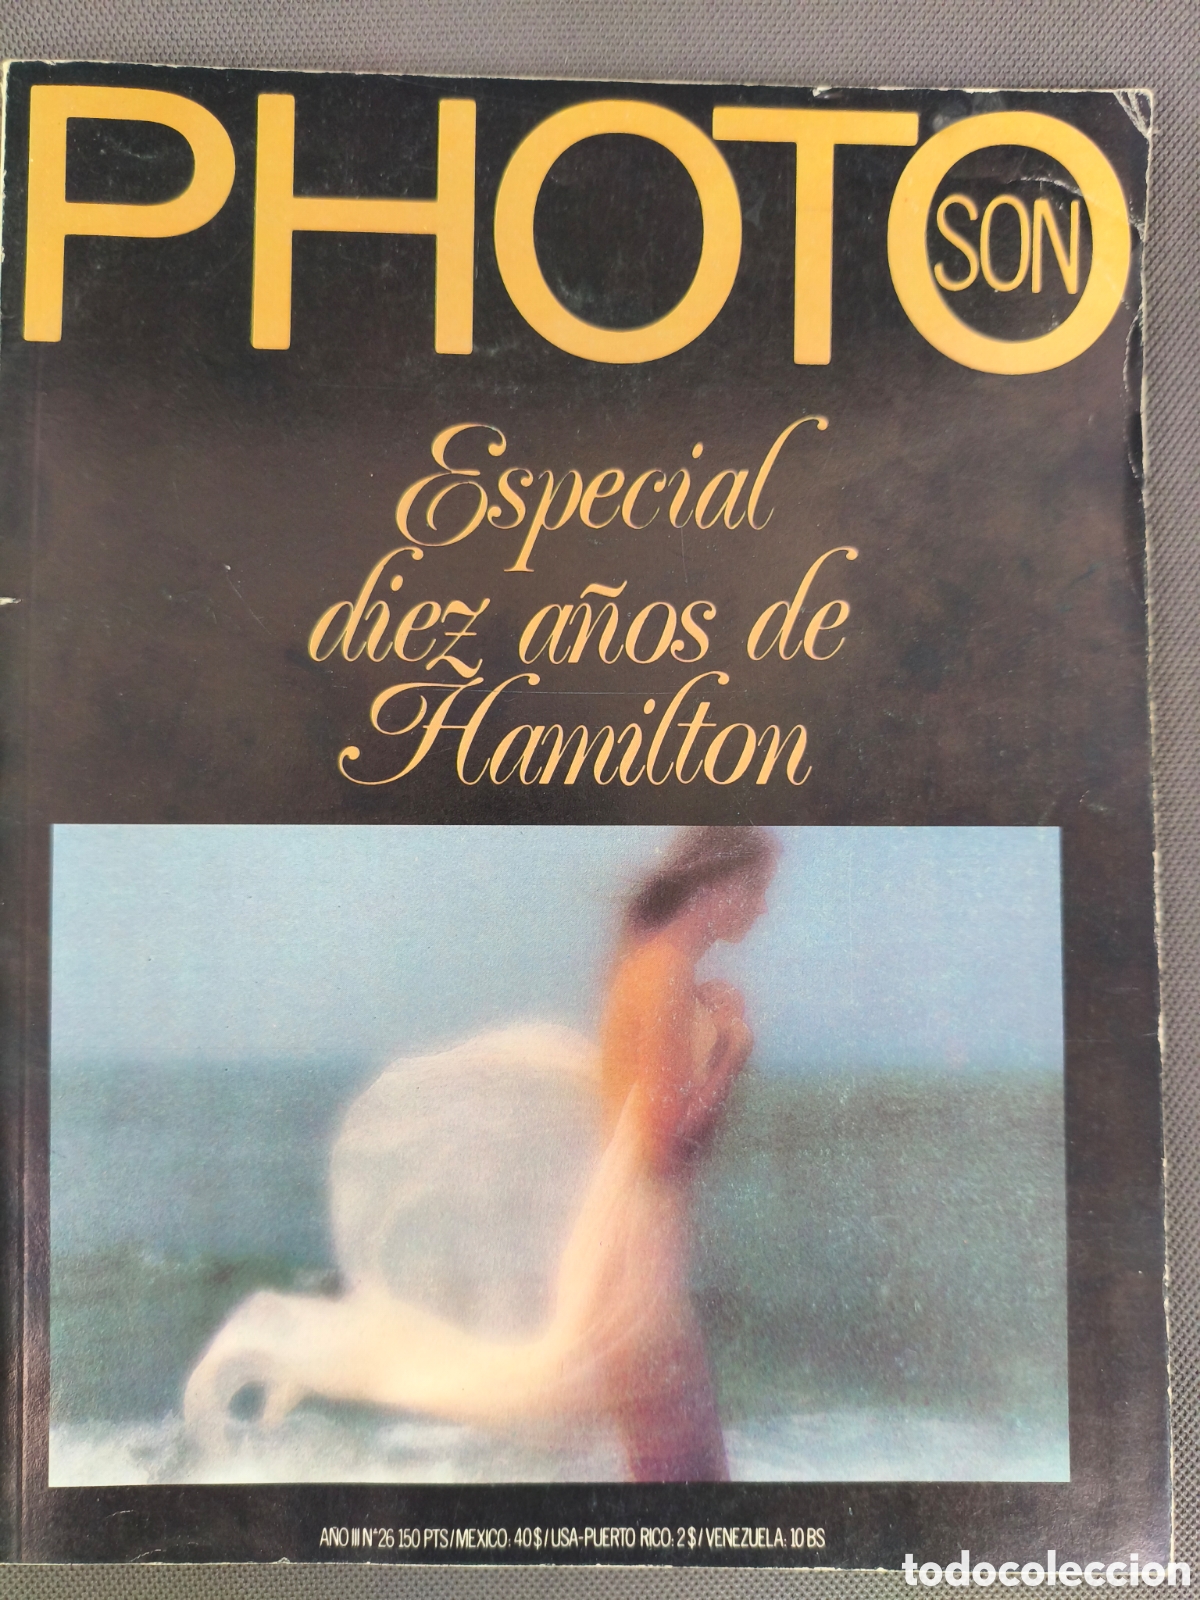 PHOTO
SON
Especial
diez años de
Hamilton
AÑO III Nº 26 150 PTS/MEXICO: 40$/USA-PUERTO RICO: 2$/VENEZUELA: 10 BS
todocoleccion